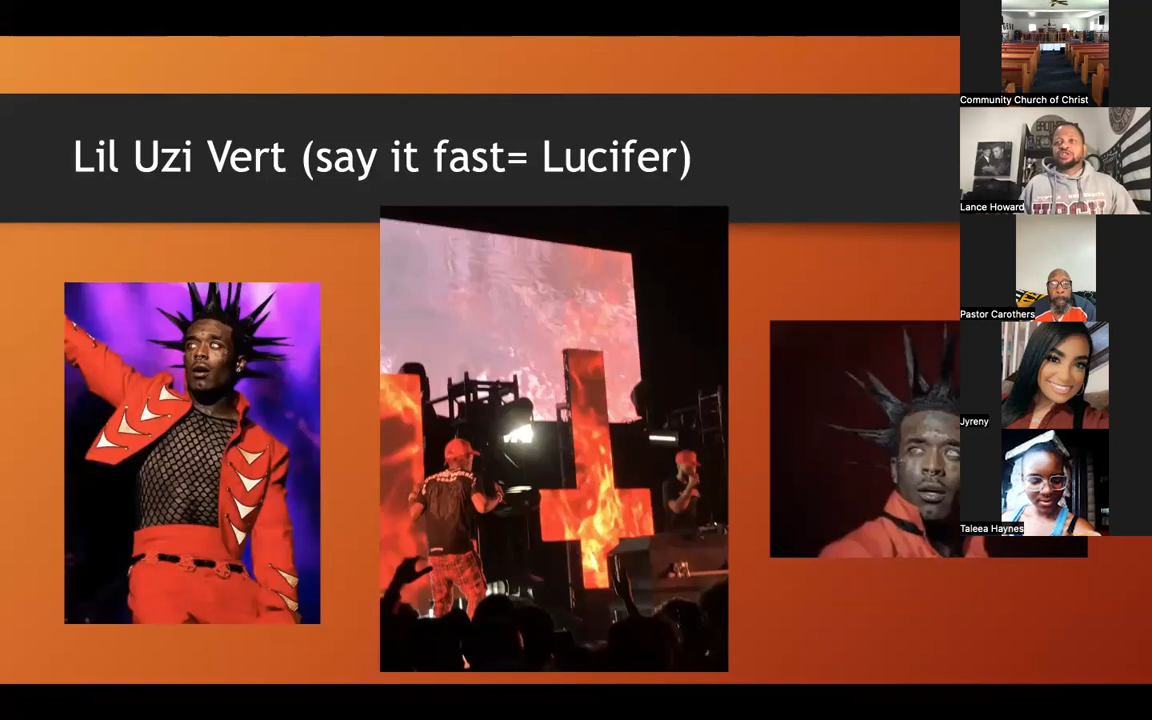 Lil Uzi Vert (say it fast= Lucifer)
Community Church of Christ
Lance Howard
Pastor Carothers
Jyreny
Taleea Haynes